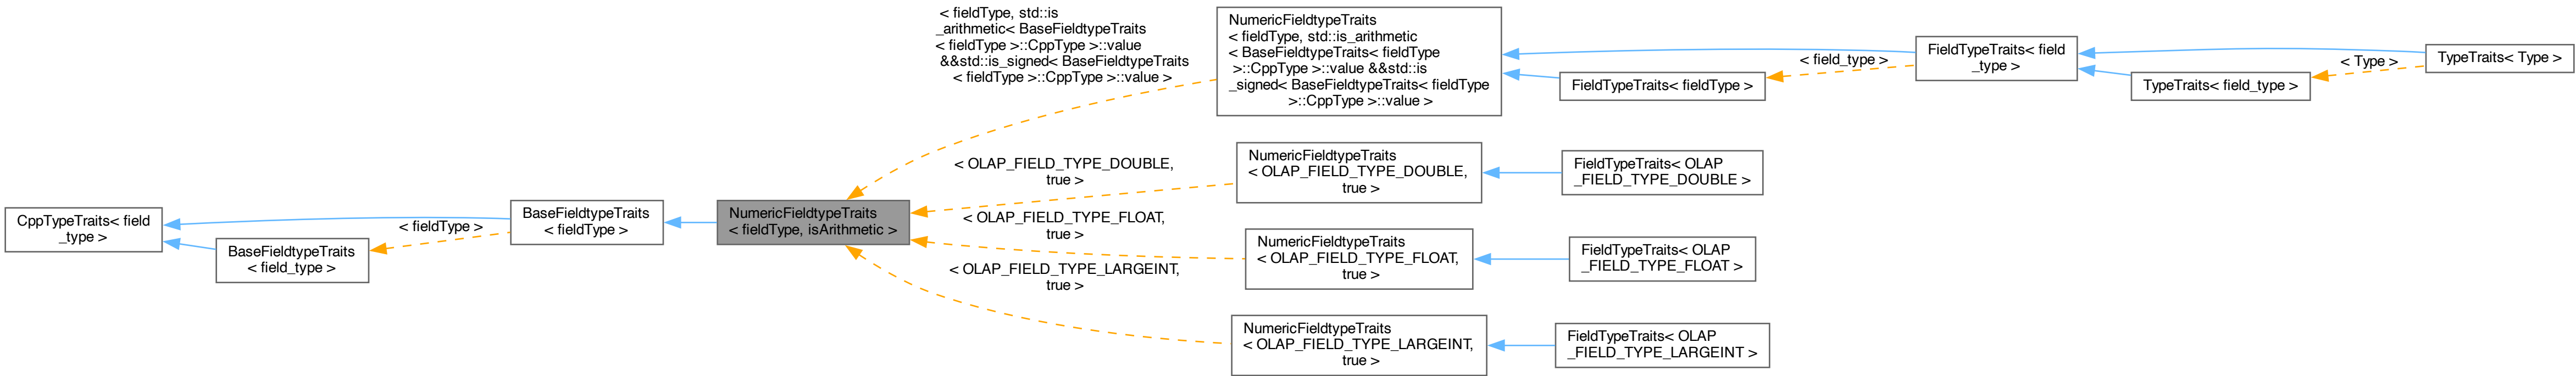 CppTypeTraits< field
_type >
BaseFieldtypeTraits
< field_type >
< fieldType >
BaseFieldtypeTraits
< fieldType >
NumericFieldtypeTraits
< fieldType, isArithmetic >
< fieldType, std::is
_arithmetic< BaseFieldtypeTraits
< fieldType >::CppType >::value
&&std::is_signed< BaseFieldtypeTraits
< fieldType >::CppType >::value >
NumericFieldtypeTraits
< fieldType, std::is_arithmetic
< BaseFieldtypeTraits< fieldType
>::CppType >::value &&std::is
_signed< BaseFieldtypeTraits< fieldType
>::CppType >::value >
FieldTypeTraits< fieldType >
< field_type >
FieldTypeTraits< field
_type >
TypeTraits< field_type >
< Type >
TypeTraits< Type >
< OLAP_FIELD_TYPE_DOUBLE,
true >
NumericFieldtypeTraits
< OLAP_FIELD_TYPE_DOUBLE,
true >
FieldTypeTraits< OLAP
_FIELD_TYPE_DOUBLE >
< OLAP_FIELD_TYPE_FLOAT,
true >
NumericFieldtypeTraits
< OLAP_FIELD_TYPE_FLOAT,
true >
FieldTypeTraits< OLAP
_FIELD_TYPE_FLOAT >
< OLAP_FIELD_TYPE_LARGEINT,
true >
NumericFieldtypeTraits
< OLAP_FIELD_TYPE_LARGEINT,
true >
FieldTypeTraits< OLAP
_FIELD_TYPE_LARGEINT >